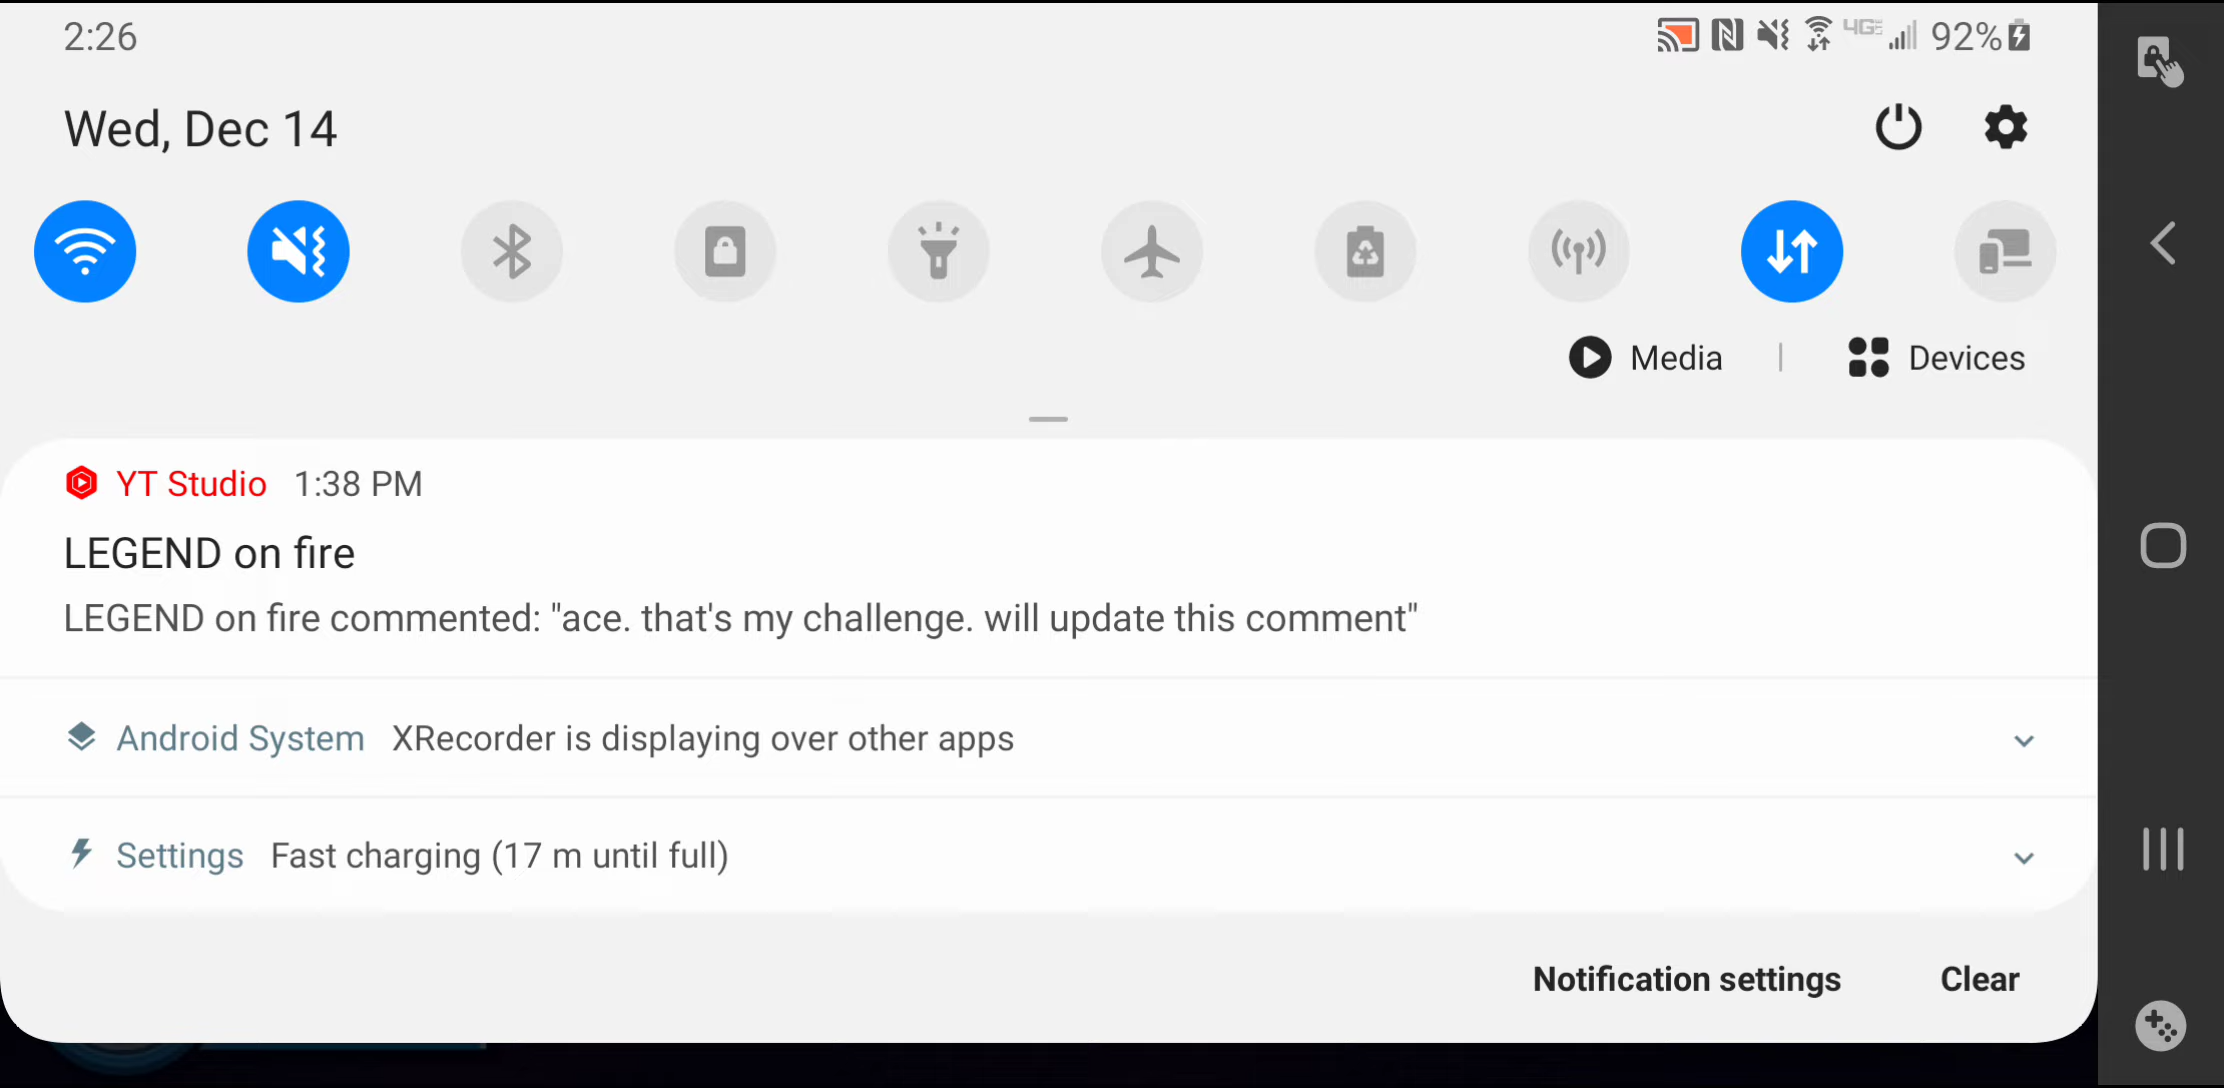 2:26
4GE 92%
Wed, Dec 14
Media | Devices
YT Studio 1:38 PM
LEGEND on fire
LEGEND on fire commented: "ace. that's my challenge. will update this comment"
Android System XRecorder is displaying over other apps
Settings Fast charging (17 m until full)
Notification settings Clear